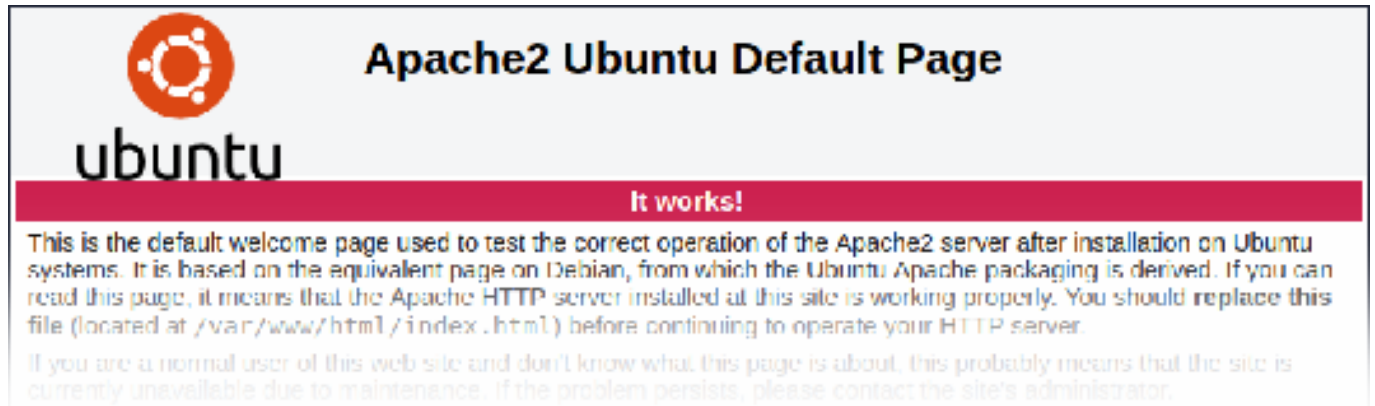 Apache2 Ubuntu Default Page
ubuntu
It works!
This is the default welcome page used to test the correct operation of the Apache2 server after installation on Ubuntu
systems. It is based on the equivalent page on Debian, from which the Ubuntu Apache packaging is derived. If you can
read this page, it means that the Apache HTTP server installed at this site is working properly. You should replace this
file (located at /var/www/html/index.html) before continuing to operate your HTTP server.
If you are a normal user of this web site and don't know what this page is about, this probably means that the site is
currently unavailable due to maintenance. If the problem persists, please contact the site's administrator.